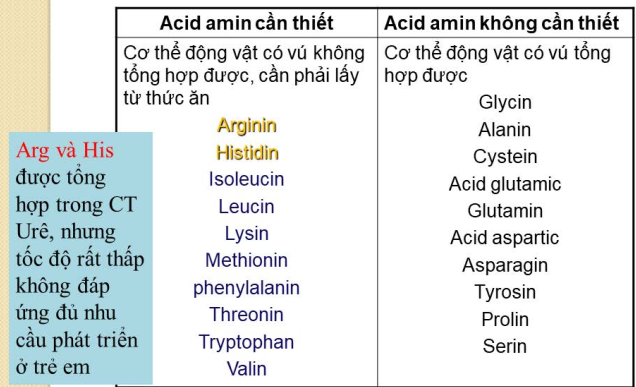 Acid amin cần thiết
Cơ thể động vật có vú không
tổng hợp được, cần phải lấy
từ thức ăn
Arginin
Histidin
Isoleucin
Leucin
Lysin
Methionin
phenylalanin
Threonin
Tryptophan
Valin
Acid amin không cần thiết
Cơ thể động vật có vú tổng
hợp được
Glycin
Alanin
Cystein
Acid glutamic
Glutamin
Acid aspartic
Asparagin
Tyrosin
Prolin
Serin
Arg và His
được tổng
hợp trong CT
Urê, nhưng
tốc độ rất thấp
không đáp
ứng đủ nhu
cầu phát triển
ở trẻ em